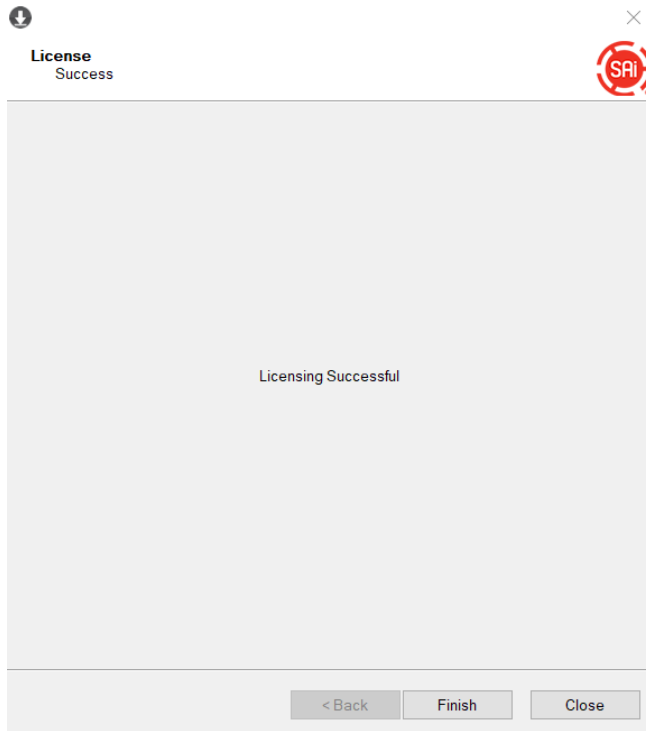 License
Success
SAi
Licensing Successful
< Back
Finish
Close